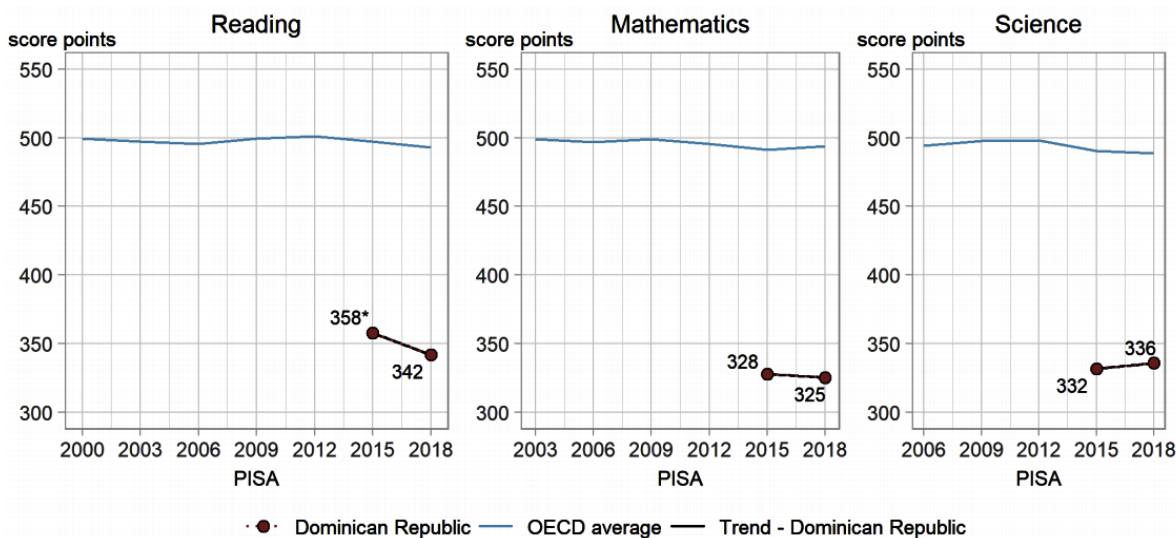 Reading
score points
550
500
450
400
350
300
358*
342
2000 2003 2006 2009 2012 2015 2018
PISA
Mathematics
score points
550
500
450
400
350
300
328
325
2003 2006 2009 2012 2015 2018
PISA
Science
score points
550
500
450
400
350
300
336
332
2006 2009 2012 2015 2018
PISA
Dominican Republic OECD average Trend - Dominican Republic